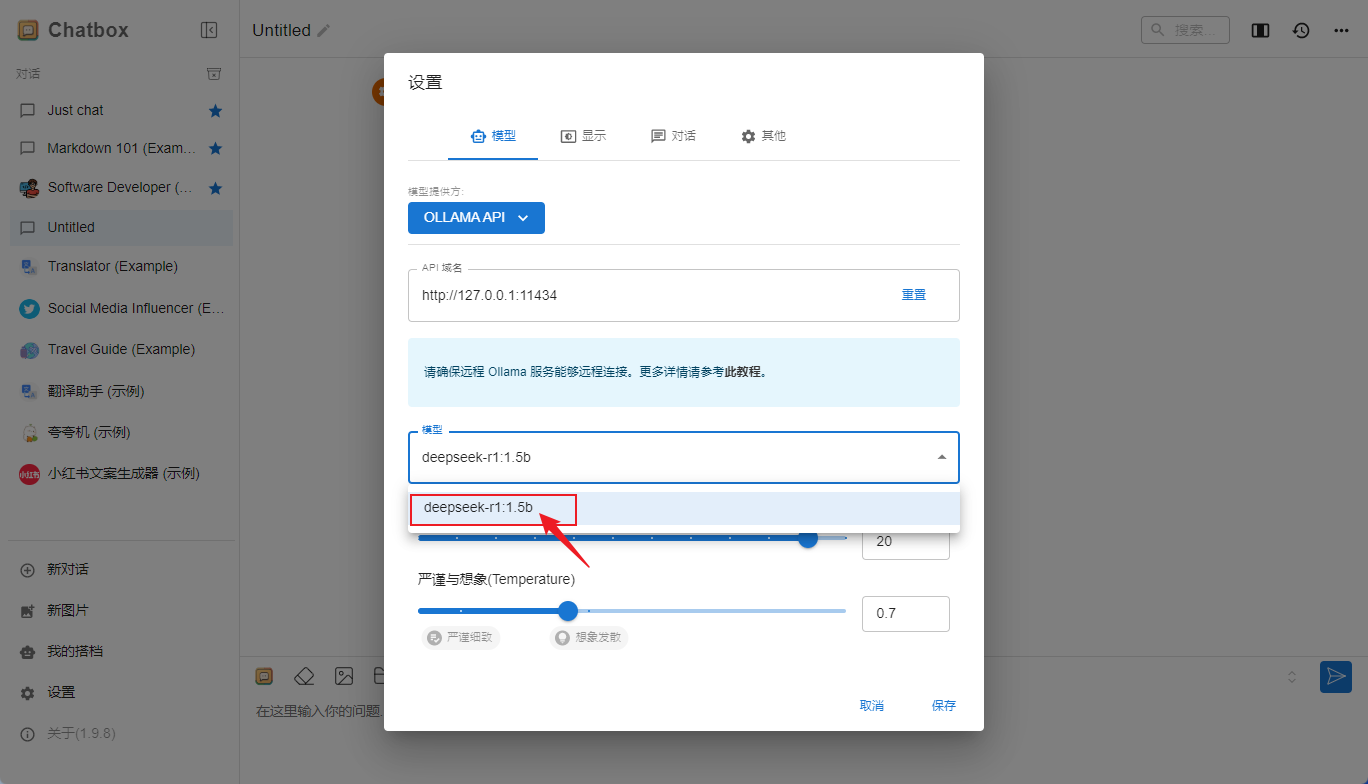 Chatbox
对话
Just chat
Markdown 101 (Exam...
Software Developer (...
Untitled
Translator (Example)
Social Media Influencer (E...
Travel Guide (Example)
翻译助手 (示例)
夸夸机 (示例)
小红书
小红书文案生成器 (示例)
新对话
新图片
我的搭档
设置
关于(1.9.8)
Untitled
搜索...
设置
模型
显示
对话
其他
模型提供方:
OLLAMA API
API 域名
http://127.0.0.1:11434
重置
请确保远程 Ollama 服务能够远程连接。更多详情请参考此教程。
模型
deepseek-r1:1.5b
deepseek-r1:1.5b
20
严谨与想象(Temperature)
0.7
严谨细致
想象发散
取消
保存
在这里输入你的问题